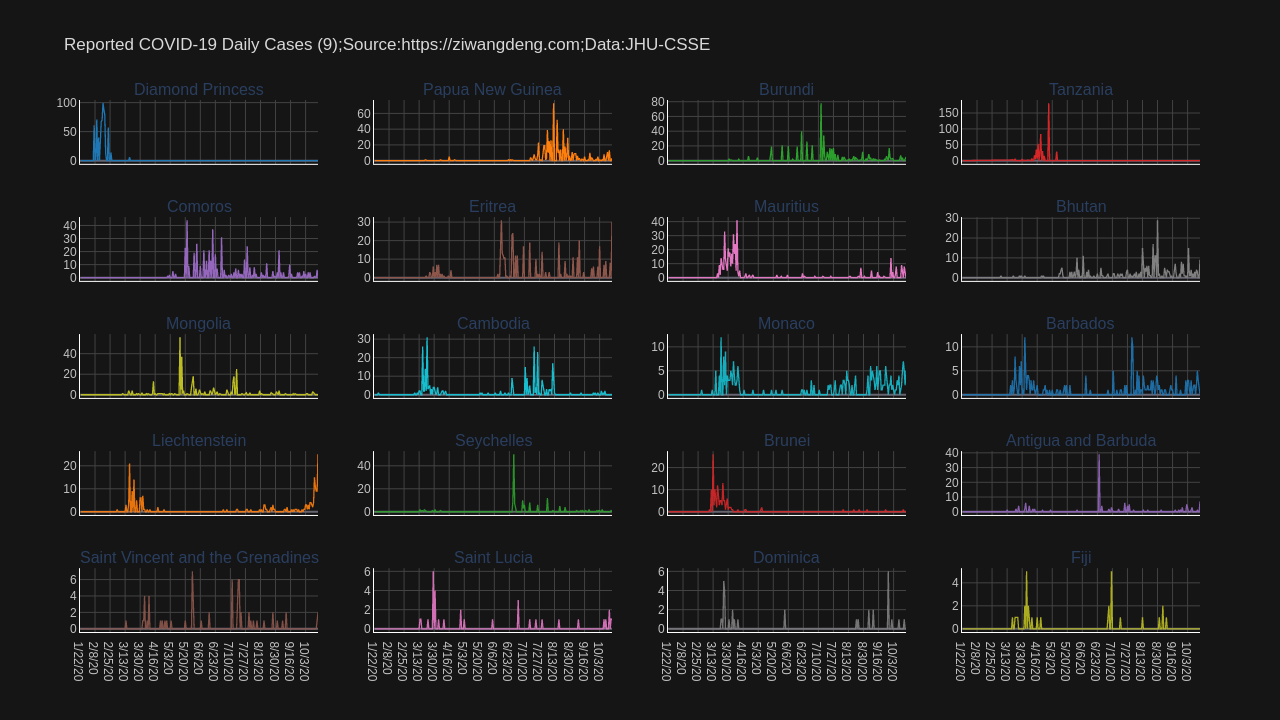 Reported COVID-19 Daily Cases (9);Source:https://ziwangdeng.com;Data:JHU-CSSE
Diamond Princess Papua New Guinea Burundi Tanzania
100 50 0
60 40 20 0
80 60 40 20 0
150 100 50 0
Comoros Eritrea Mauritius Bhutan
40 30 20 10 0
30 20 10 0
40 30 20 10 0
30 20 10 0
Mongolia Cambodia Monaco Barbados
40 20 0
30 20 10 0
10 5 0
10 5 0
Liechtenstein Seychelles Brunei Antigua and Barbuda
20 10 0
40 20 0
20 10 0
40 30 20 10 0
Saint Vincent and the Grenadines Saint Lucia Dominica Fiji
6 4 2 0
6 4 2 0
6 4 2 0
4 2 0
1/22/20 2/8/20 2/25/20 3/13/20 3/30/20 4/16/20 5/3/20 5/20/20 6/6/20 6/23/20 7/10/20 7/27/20 8/13/20 8/30/20 9/16/20 10/3/20
1/22/20 2/8/20 2/25/20 3/13/20 3/30/20 4/16/20 5/3/20 5/20/20 6/6/20 6/23/20 7/10/20 7/27/20 8/13/20 8/30/20 9/16/20 10/3/20
1/22/20 2/8/20 2/25/20 3/13/20 3/30/20 4/16/20 5/3/20 5/20/20 6/6/20 6/23/20 7/10/20 7/27/20 8/13/20 8/30/20 9/16/20 10/3/20
1/22/20 2/8/20 2/25/20 3/13/20 3/30/20 4/16/20 5/3/20 5/20/20 6/6/20 6/23/20 7/10/20 7/27/20 8/13/20 8/30/20 9/16/20 10/3/20